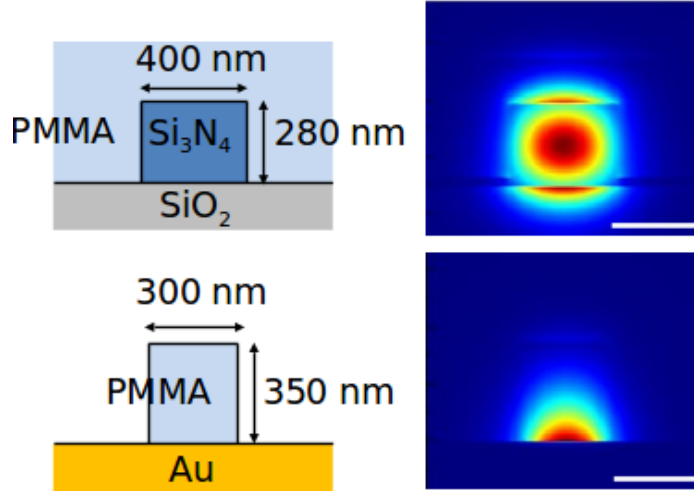 400 nm
PMMA
Si₃N₄
280 nm
SiO₂
300 nm
PMMA
350 nm
Au